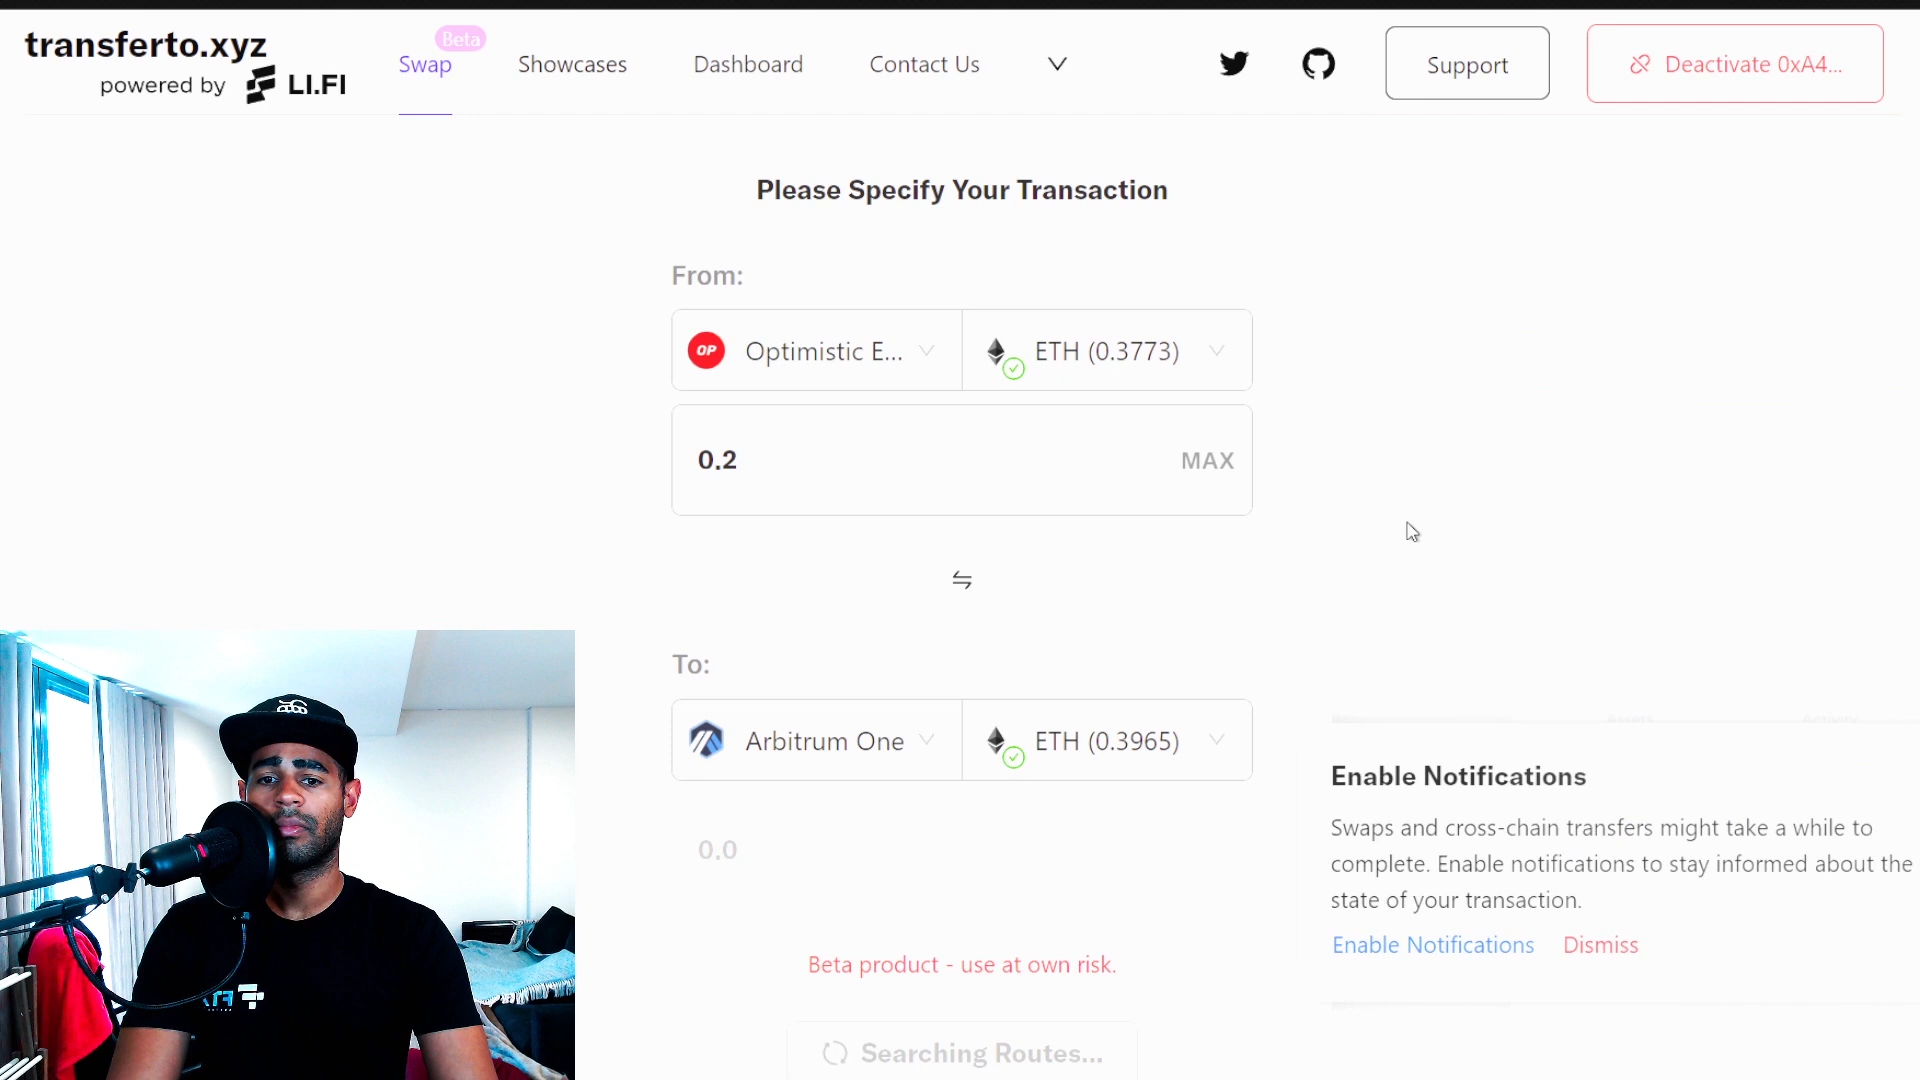 transferto.xyz
powered by LI.FI
Swap
Beta
Showcases
Dashboard
Contact Us
Support
Deactivate 0xA4...
Please Specify Your Transaction
From:
OP
Optimistic E...
ETH (0.3773)
0.2
MAX
To:
Arbitrum One
ETH (0.3965)
0.0
Beta product - use at own risk.
Searching Routes...
Assets
Activity
Enable Notifications
Swaps and cross-chain transfers might take a while to
complete. Enable notifications to stay informed about the
state of your transaction.
Enable Notifications
Dismiss